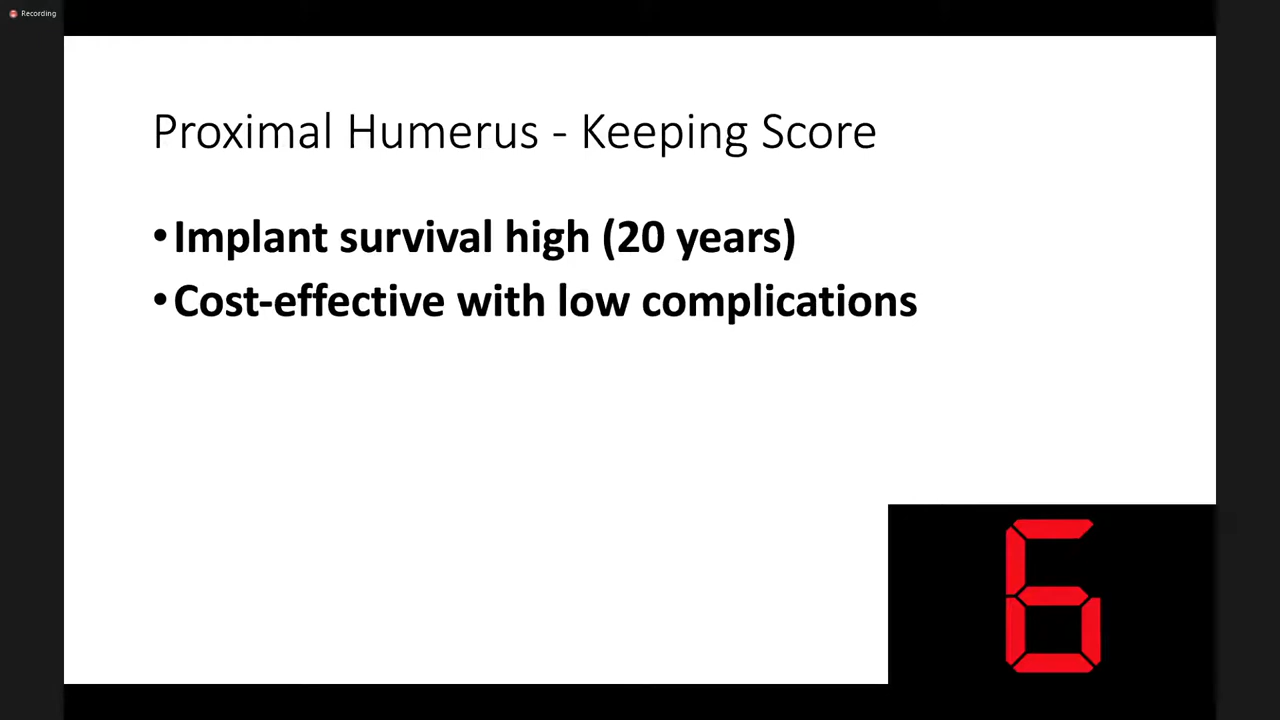 Recording
Proximal Humerus - Keeping Score
•Implant survival high (20 years)
•Cost-effective with low complications
6